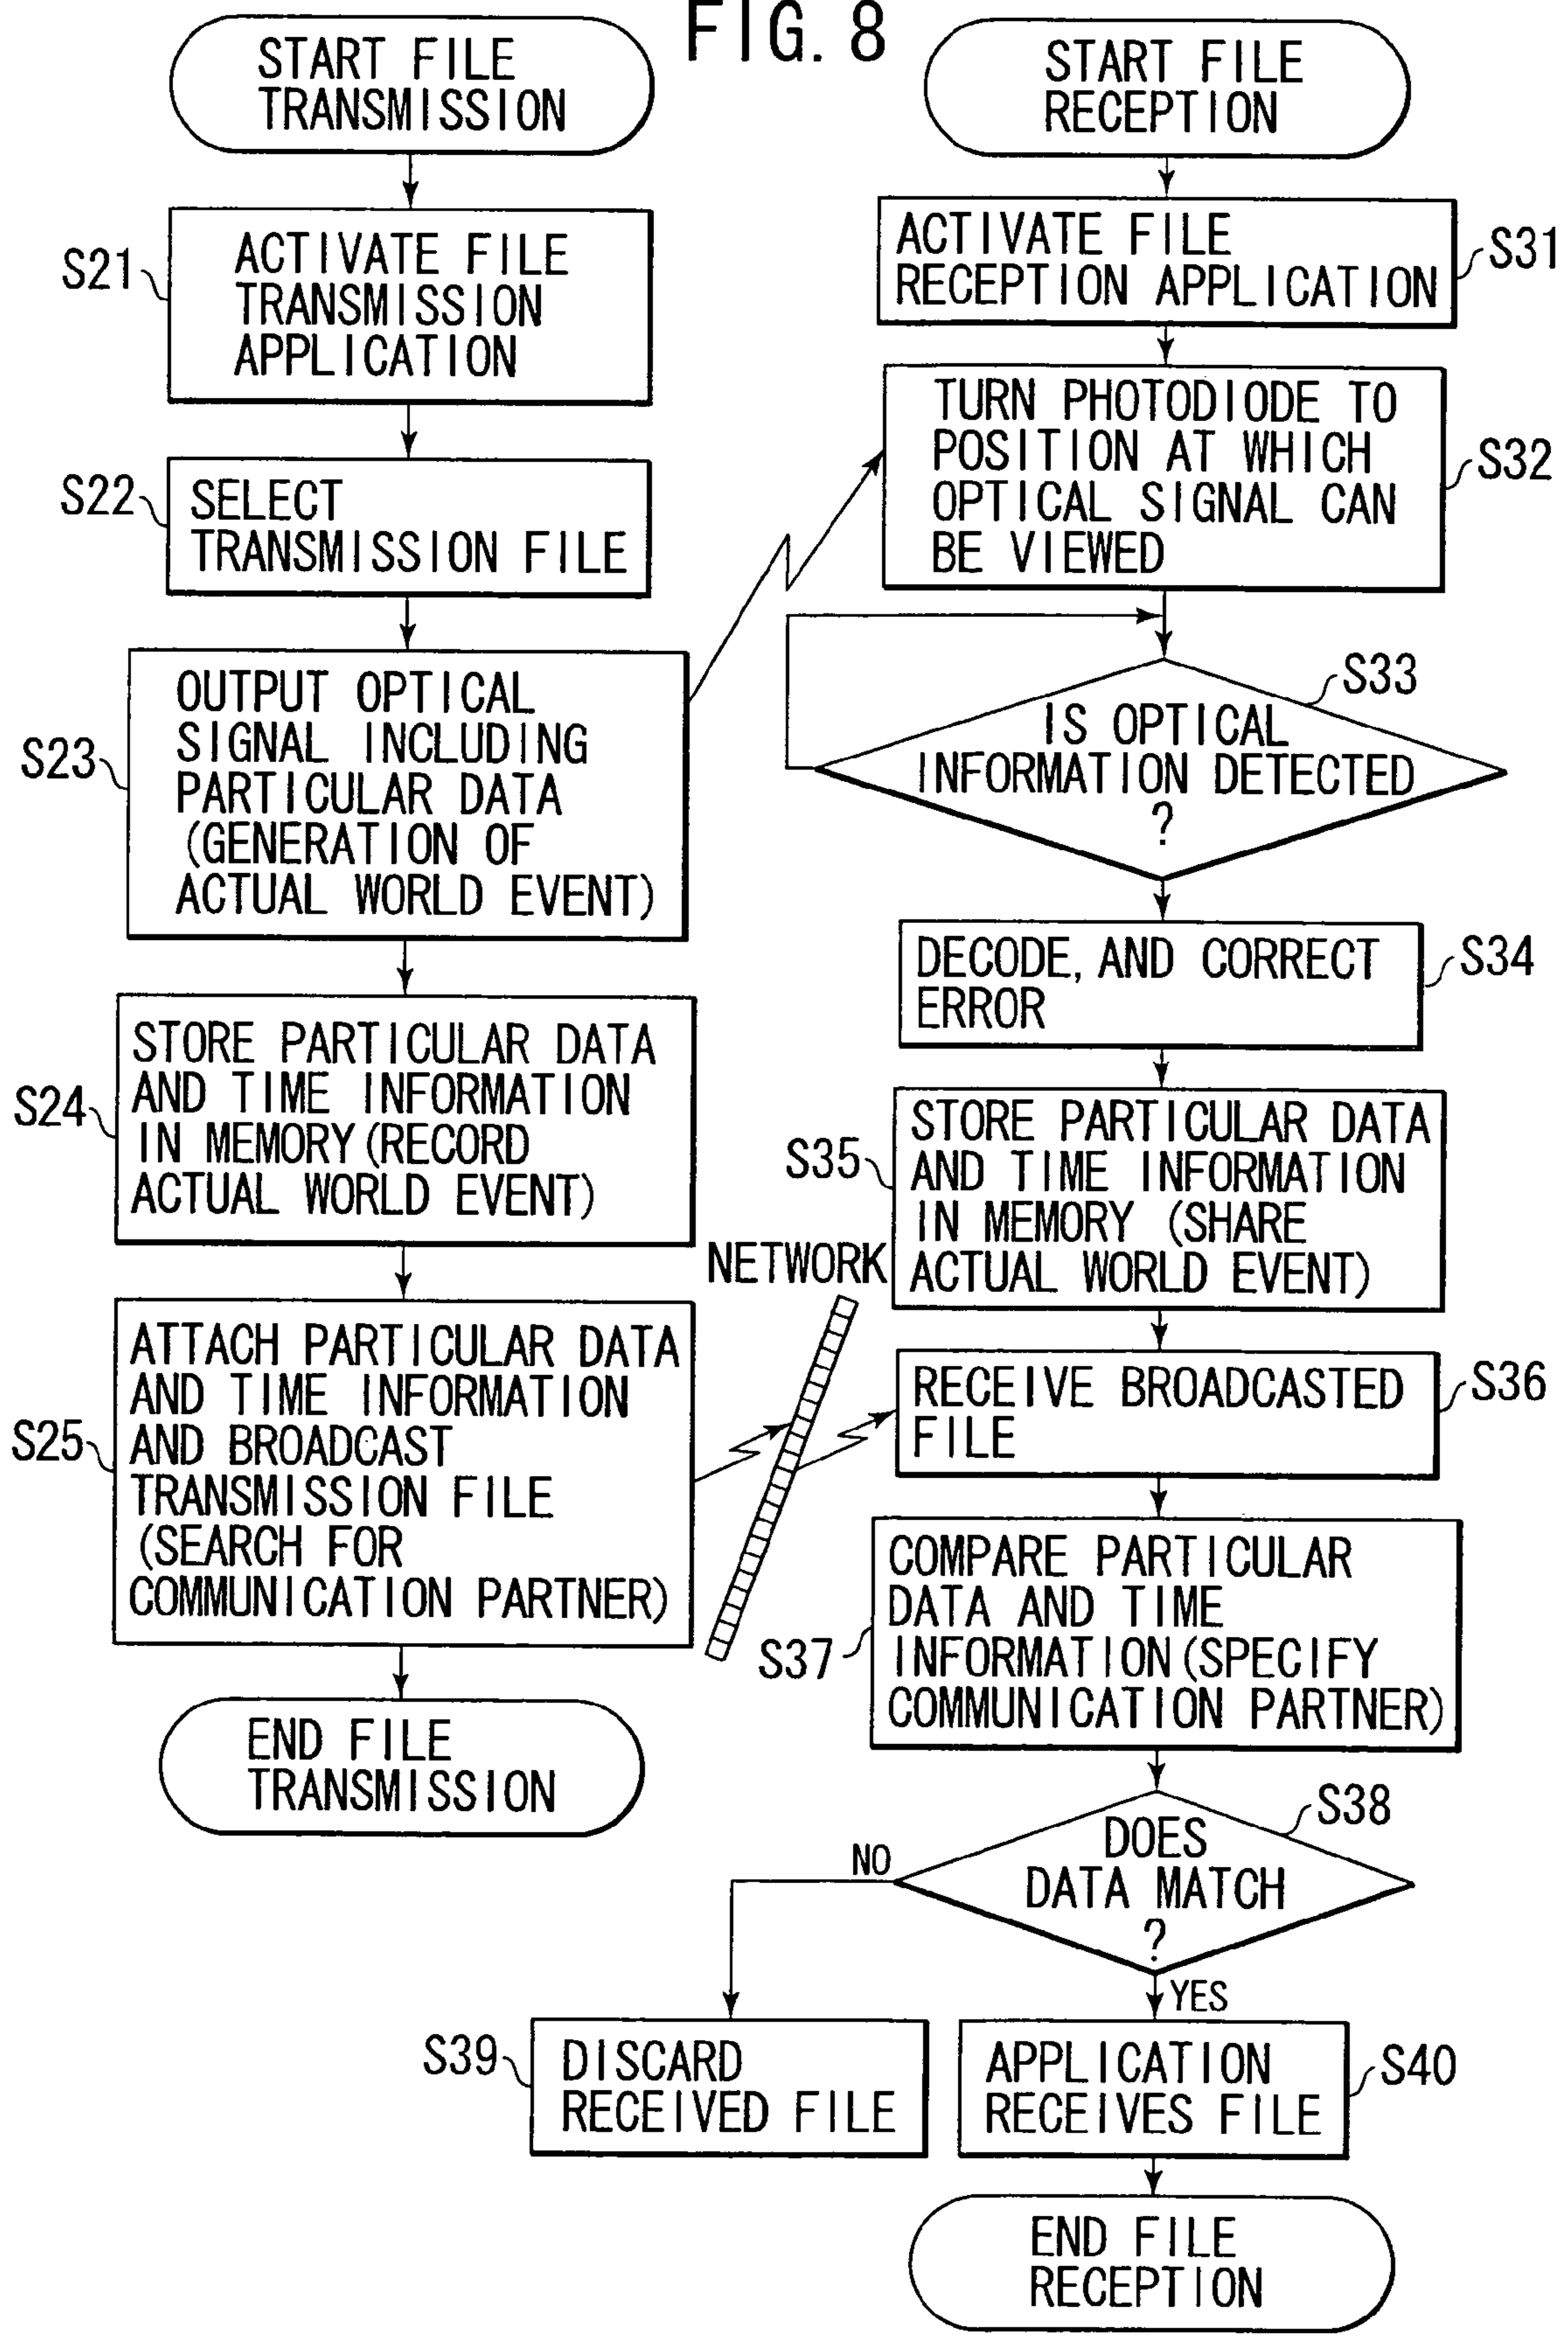 FIG. 8
START FILE
TRANSMISSION
S21
ACTIVATE FILE
TRANSMISSION
APPLICATION
S22
SELECT
TRANSMISSION FILE
S23
OUTPUT OPTICAL
SIGNAL INCLUDING
PARTICULAR DATA
(GENERATION OF
ACTUAL WORLD EVENT)
S24
STORE PARTICULAR DATA
AND TIME INFORMATION
IN MEMORY (RECORD
ACTUAL WORLD EVENT)
S25
ATTACH PARTICULAR DATA
AND TIME INFORMATION
AND BROADCAST
TRANSMISSION FILE
(SEARCH FOR
COMMUNICATION PARTNER)
END FILE
TRANSMISSION
NETWORK
START FILE
RECEPTION
ACTIVATE FILE
RECEPTION APPLICATION
S31
TURN PHOTODIODE TO
POSITION AT WHICH
OPTICAL SIGNAL CAN
BE VIEWED
S32
S33
IS OPTICAL
INFORMATION DETECTED
?
DECODE, AND CORRECT
ERROR
S34
S35
STORE PARTICULAR DATA
AND TIME INFORMATION
IN MEMORY (SHARE
ACTUAL WORLD EVENT)
RECEIVE BROADCASTED
FILE
S36
S37
COMPARE PARTICULAR
DATA AND TIME
INFORMATION (SPECIFY
COMMUNICATION PARTNER)
S38
DOES
DATA MATCH
?
NO
YES
S39
DISCARD
RECEIVED FILE
APPLICATION
RECEIVES FILE
S40
END FILE
RECEPTION